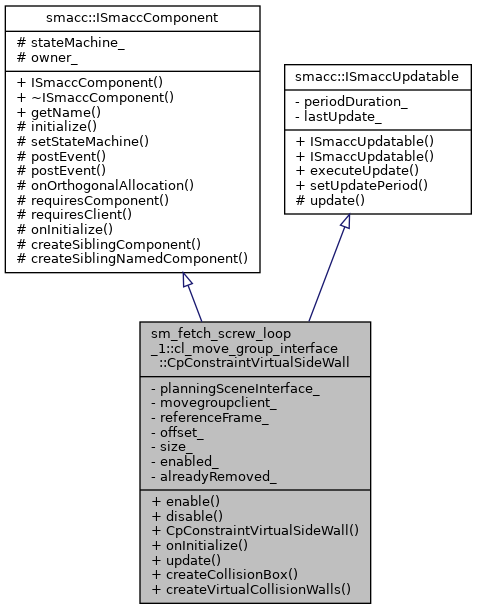 smacc::ISmaccComponent
# stateMachine_
# owner_
+ ISmaccComponent()
+ ~ISmaccComponent()
+ getName()
# initialize()
# setStateMachine()
# postEvent()
# postEvent()
# onOrthogonalAllocation()
# requiresComponent()
# requiresClient()
# onInitialize()
# createSiblingComponent()
# createSiblingNamedComponent()
smacc::ISmaccUpdatable
- periodDuration_
- lastUpdate_
+ ISmaccUpdatable()
+ ISmaccUpdatable()
+ executeUpdate()
+ setUpdatePeriod()
# update()
sm_fetch_screw_loop
_1::cl_move_group_interface
::CpConstraintVirtualSideWall
- planningSceneInterface_
- movegroupclient_
- referenceFrame_
- offset_
- size_
- enabled_
- alreadyRemoved_
+ enable()
+ disable()
+ CpConstraintVirtualSideWall()
+ onInitialize()
+ update()
+ createCollisionBox()
+ createVirtualCollisionWalls()